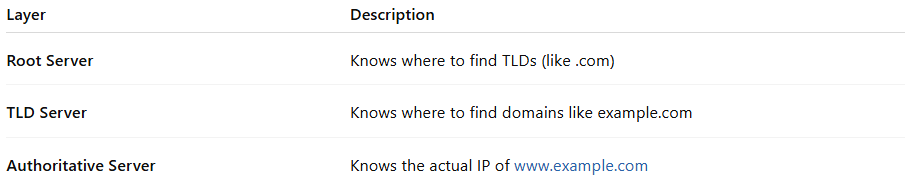 Layer Description
Root Server Knows where to find TLDs (like .com)
TLD Server Knows where to find domains like example.com
Authoritative Server Knows the actual IP of www.example.com